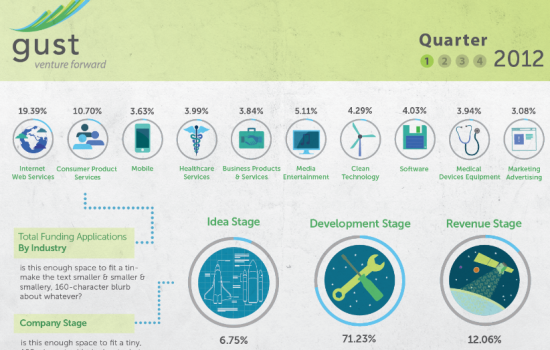 gust
venture forward
Quarter
1 2 3 4 2012
19.39% 10.70% 3.63% 3.99% 3.84% 5.11% 4.29% 4.03% 3.94% 3.08%
Internet Consumer Product Mobile Healthcare Business Products Media Clean Software Medical Marketing
Web Services Services Services & Services Entertainment Technology Devices Equipment Advertising
Idea Stage Development Stage Revenue Stage
Total Funding Applications
By Industry
is this enough space to fit a tin-
make the text smaller & smaller &
smallery, 160-character blurb
about whatever?
Company Stage
is this enough space to fit a tiny,
6.75% 71.23% 12.06%